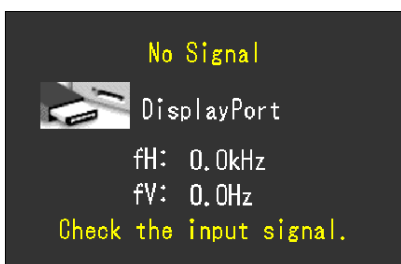 No Signal
DisplayPort
fH: 0.0kHz
fV: 0.0Hz
Check the input signal.